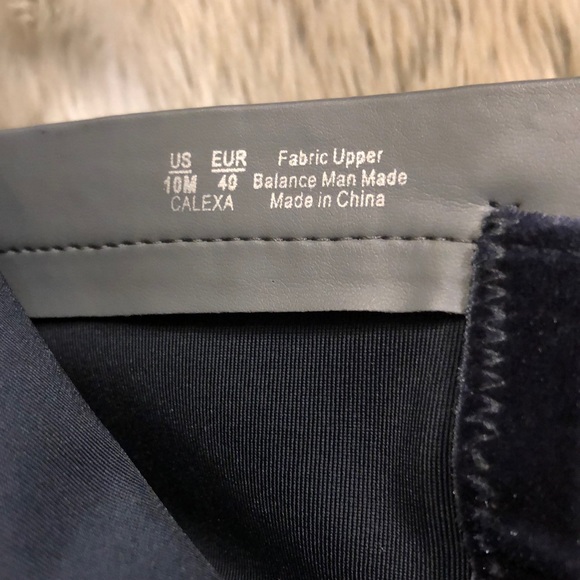 US EUR Fabric Upper
10M 40 Balance Man Made
CALEXA Made in China